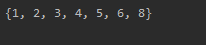 {1, 2, 3, 4, 5, 6, 8}